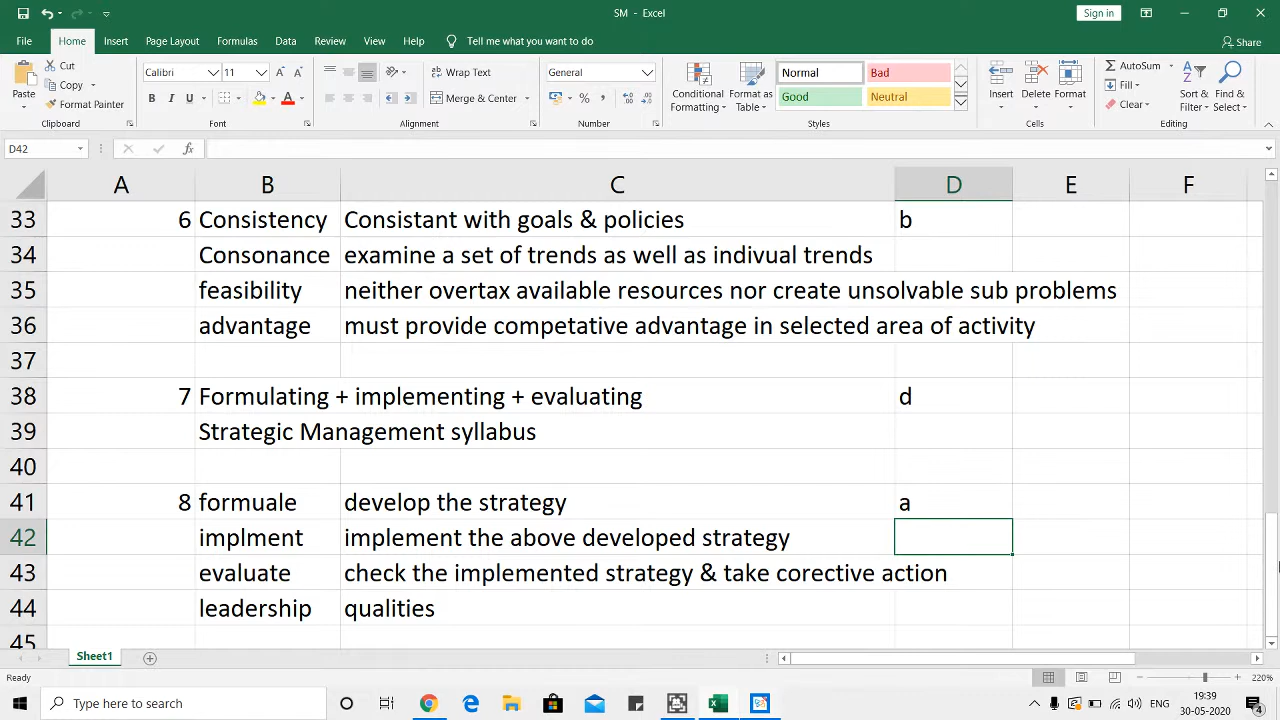 SM - Excel
Sign in
File Home Insert Page Layout Formulas Data Review View Help Tell me what you want to do Share
Paste
Cut
Copy
Format Painter
Clipboard
Calibri 11
B I U
Font
Wrap Text
Merge & Center
Alignment
General
%
Number
Conditional Formatting
Format as Table
Normal Bad
Good Neutral
Styles
Insert Delete Format
Cells
AutoSum
Fill
Clear
Sort & Filter
Find & Select
Editing
D42 fx
A B C D E F
33 6 Consistency Consistant with goals & policies b
34 Consonance examine a set of trends as well as indivual trends
35 feasibility neither overtax available resources nor create unsolvable sub problems
36 advantage must provide competative advantage in selected area of activity
37
38 7 Formulating + implementing + evaluating d
39 Strategic Management syllabus
40
41 8 formuale develop the strategy a
42 implment implement the above developed strategy
43 evaluate check the implemented strategy & take corective action
44 leadership qualities
45
Sheet1
Ready
220%
Type here to search
ENG
19:39
30-05-2020
4